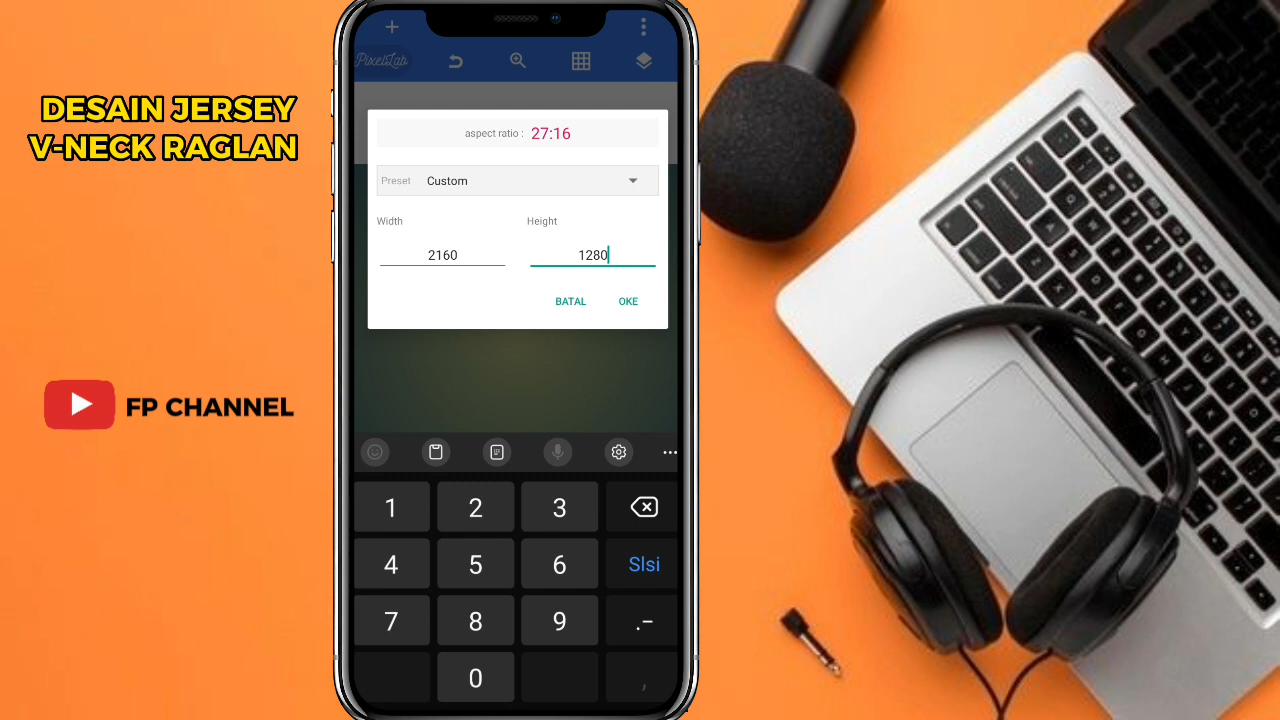 DESAIN JERSEY
V-NECK RAGLAN
FP CHANNEL
PixelLab
aspect ratio : 27:16
Preset Custom
Width Height
2160 1280
BATAL OKE
1 2 3
4 5 6 Slsi
7 8 9 .-
0 ,